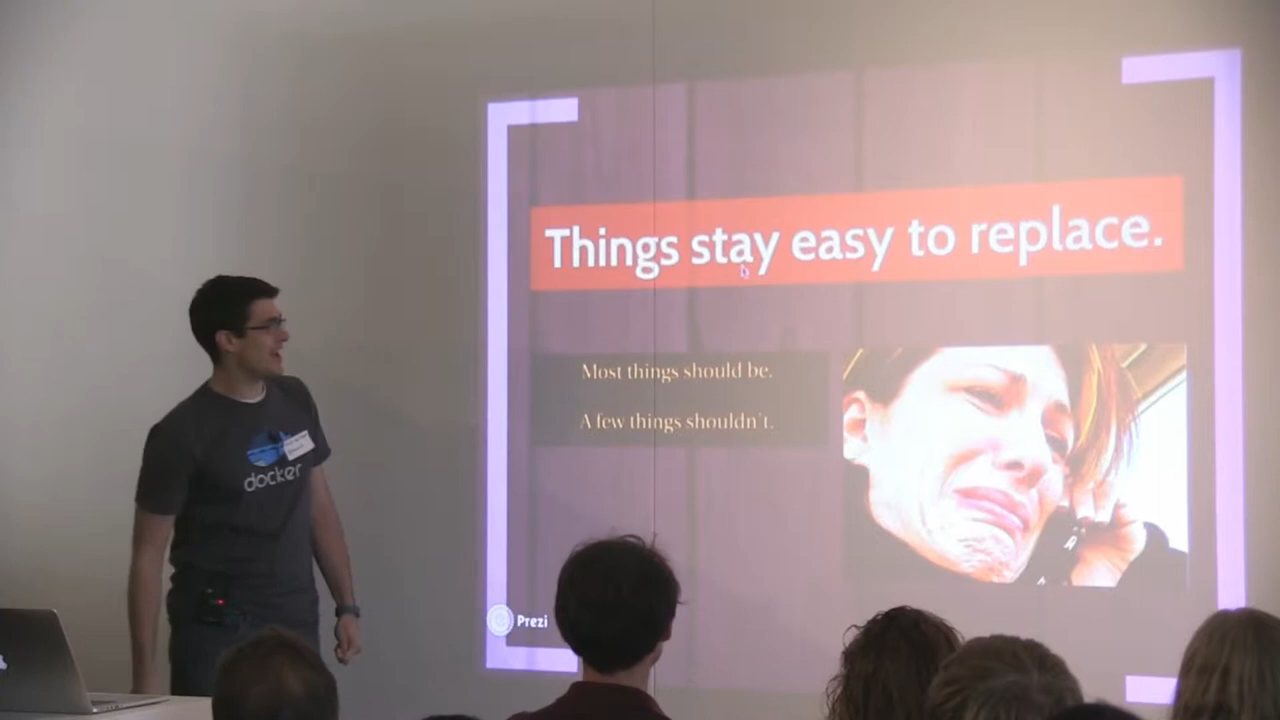 Things stay easy to replace.
Most things should be.
A few things shouldn't.
docker
Prezi